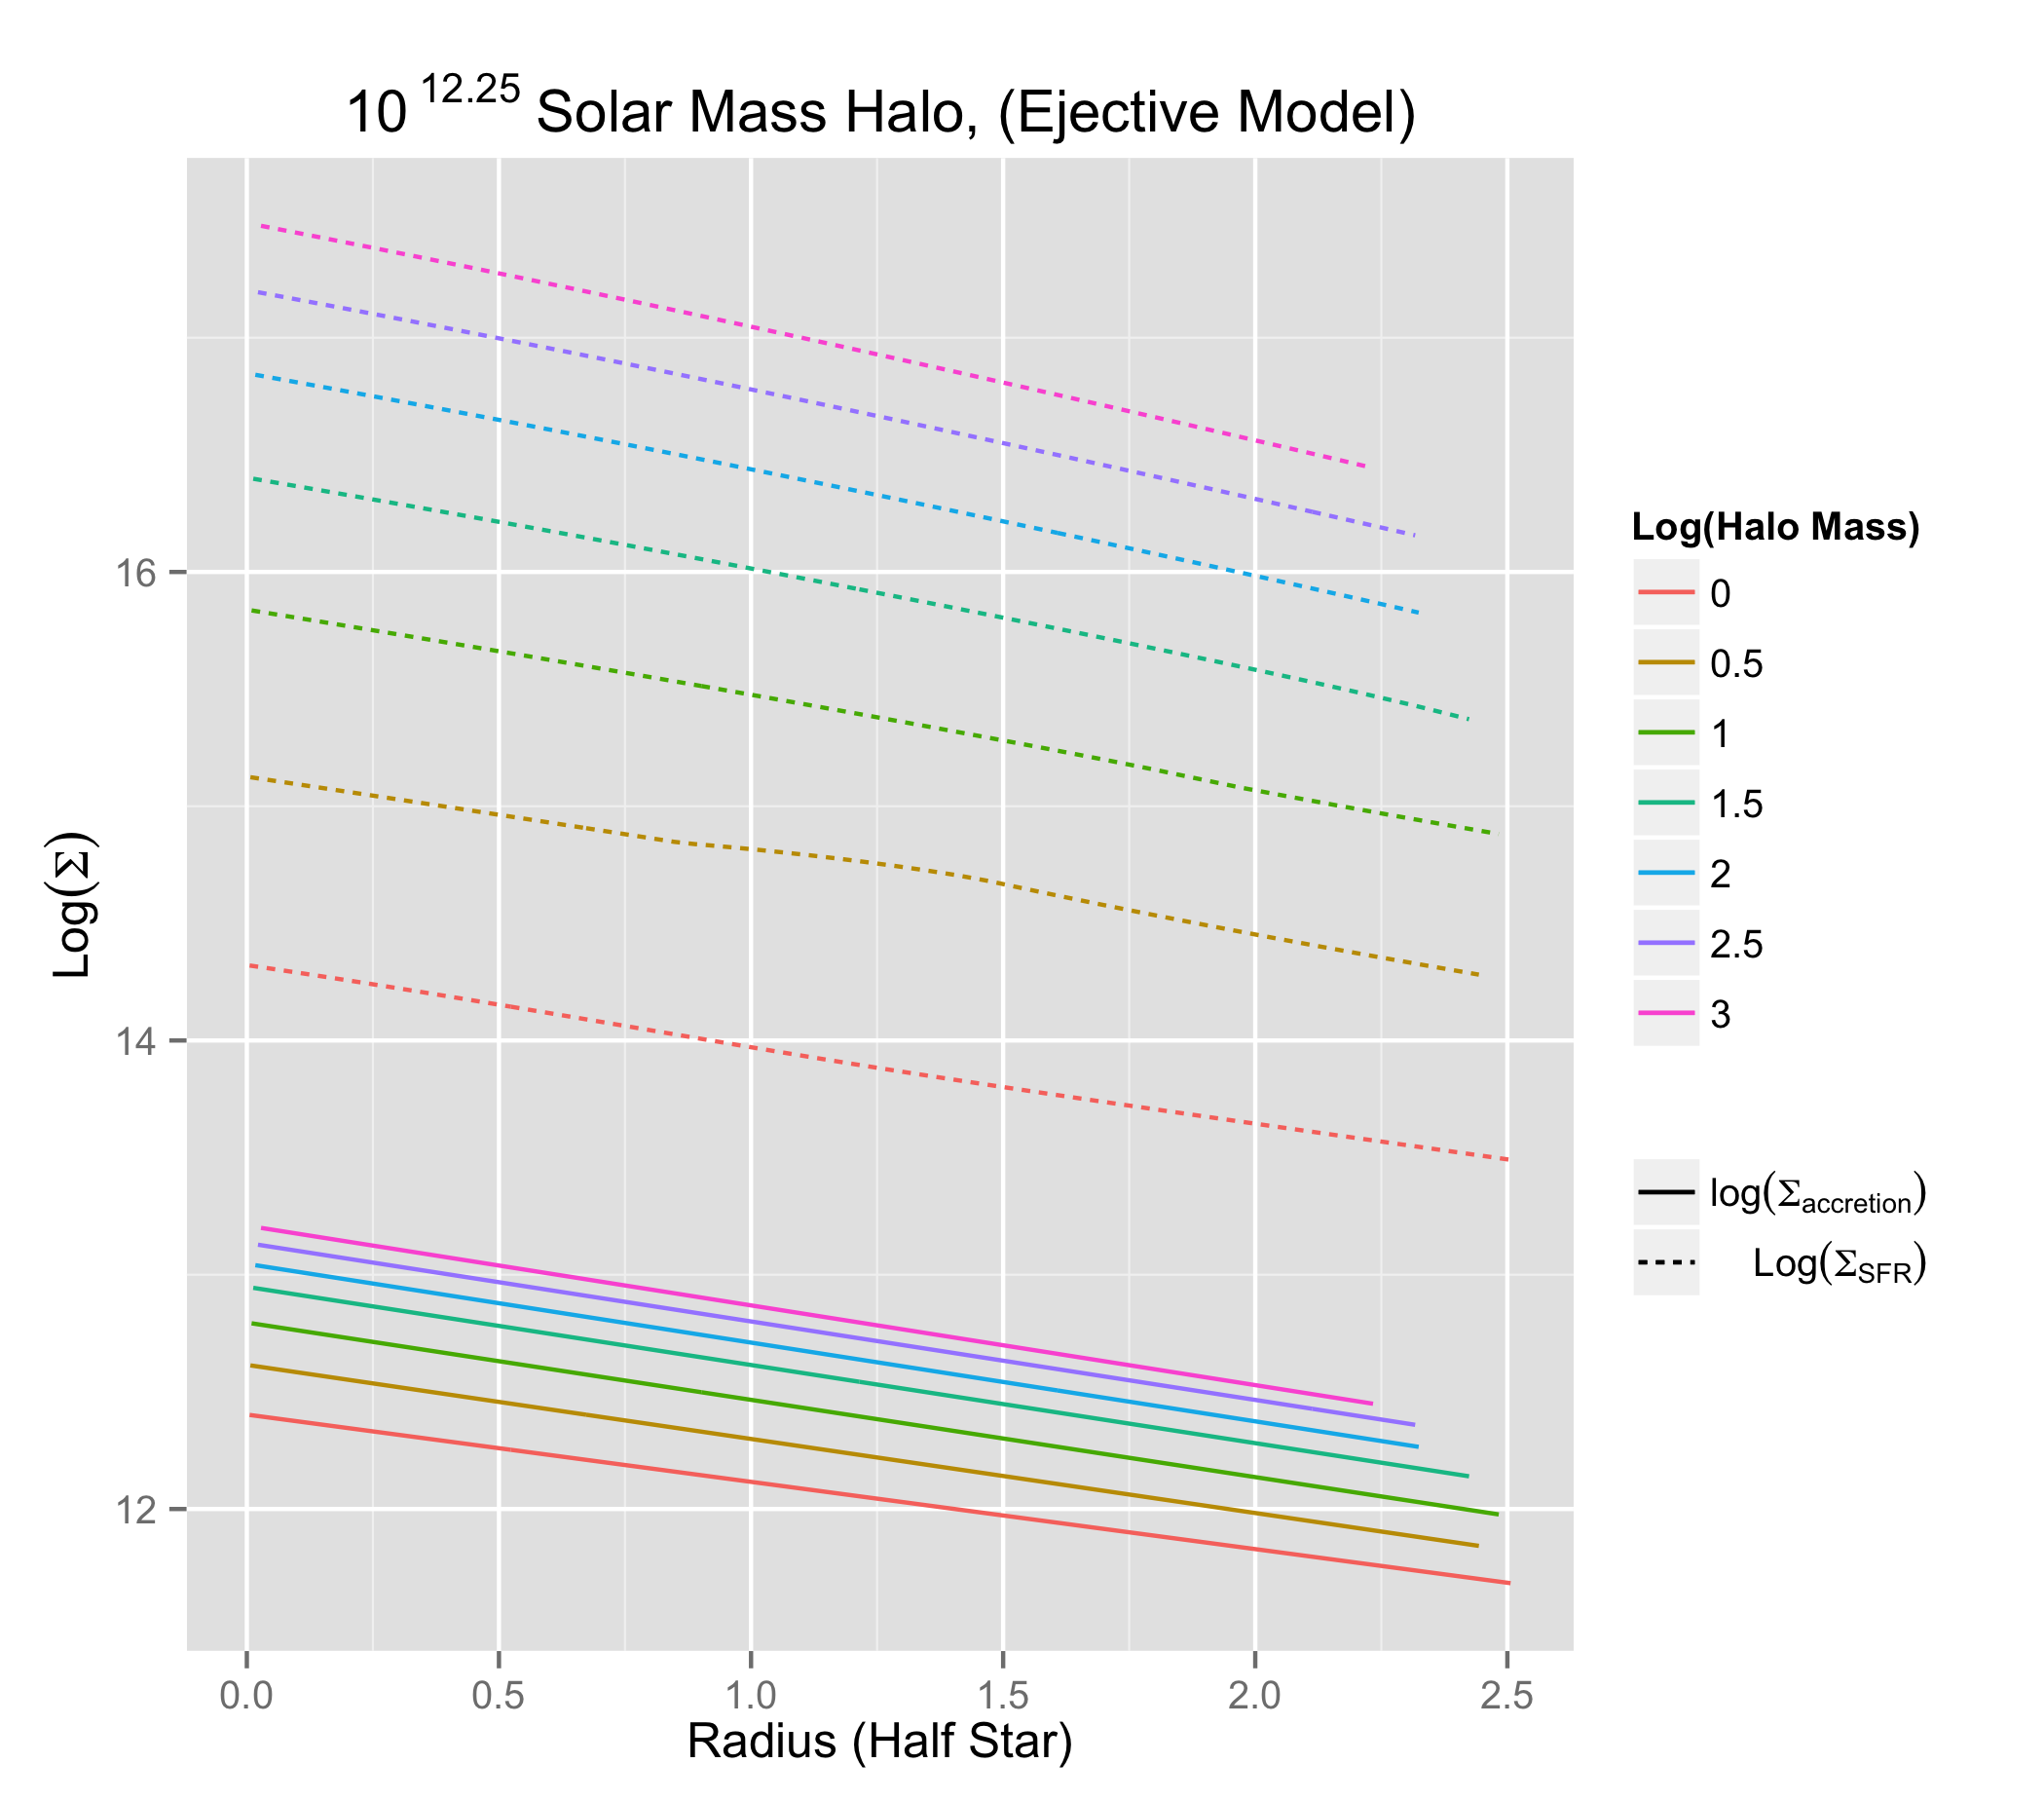 10 12.25 Solar Mass Halo, (Ejective Model)
Log(Σ)
16
14
12
0.0 0.5 1.0 1.5 2.0 2.5
Radius (Half Star)
Log(Halo Mass)
0
0.5
1
1.5
2
2.5
3
log(Σaccretion)
Log(ΣSFR)